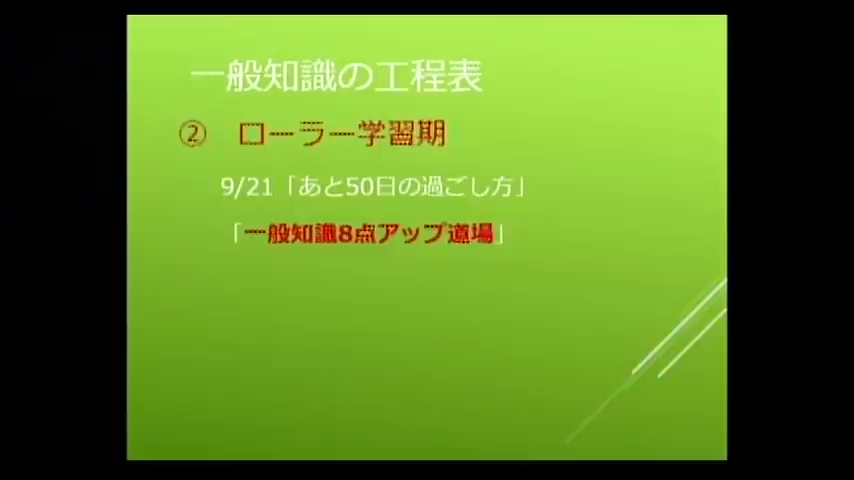 一般知識の工程表
② ローラー学習期
9/21「あと50日の過ごし方」
「一般知識8点アップ道場」